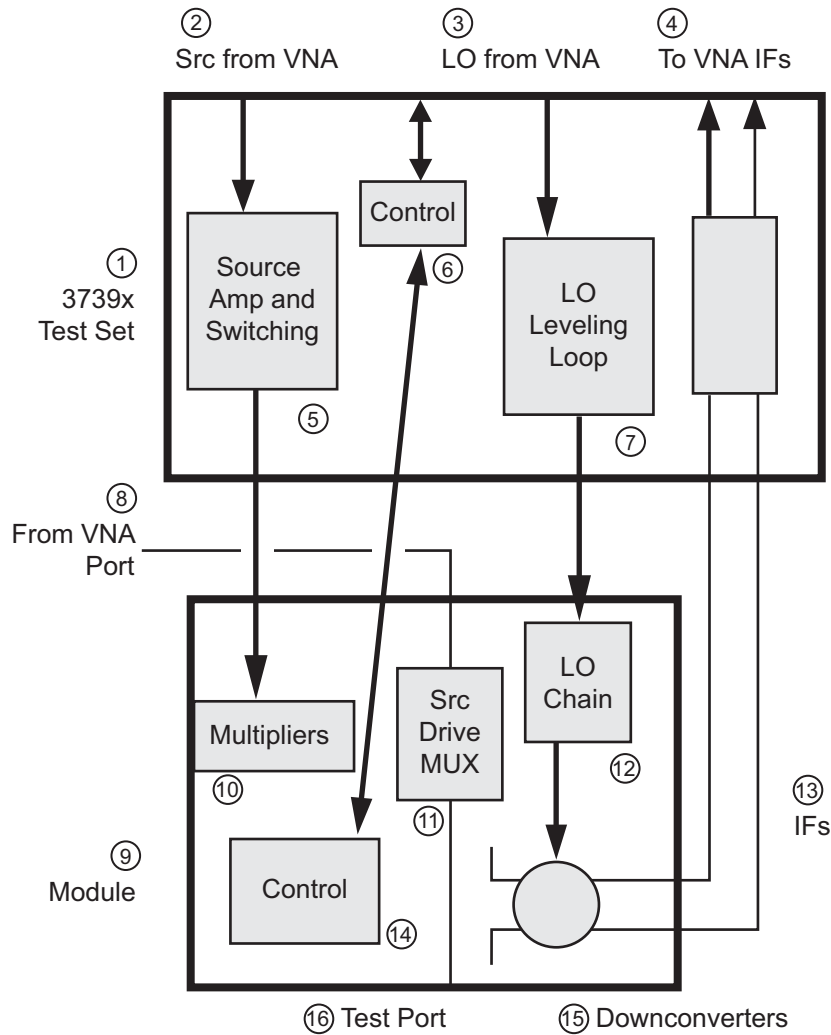 ② ③ ④
Src from VNA LO from VNA To VNA IFs
Control
①
3739x
Test Set
Source
Amp and
Switching
⑥
LO
Leveling
Loop
⑤
⑦
⑧
From VNA
Port
LO
Chain
Src
Drive
MUX
Multipliers
⑫
⑩
⑪
⑬
IFs
⑨
Module
Control
⑭
⑯ Test Port ⑮ Downconverters